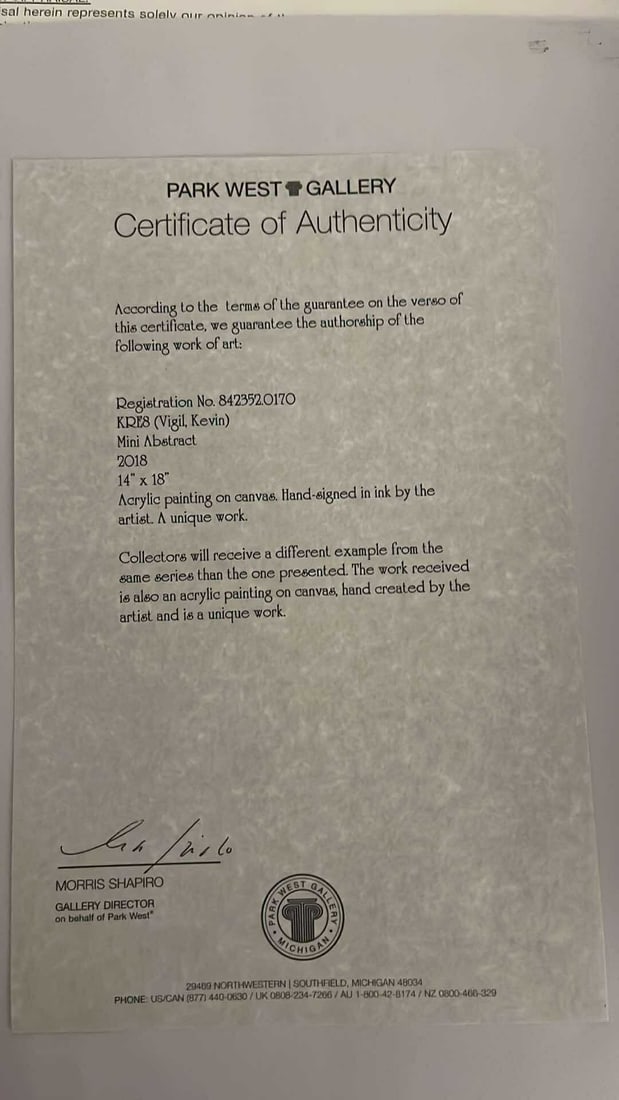 sal herein represents solely our opinion of
PARK WEST GALLERY
Certificate of Authenticity
According to the terms of the guarantee on the verso of
this certificate, we guarantee the authorship of the
following work of art:
Registration No. 842352.0170
KRE8 (Vigil, Kevin)
Mini Abstract
2018
14" x 18"
Acrylic painting on canvas. Hand-signed in ink by the
artist. A unique work.
Collectors will receive a different example from the
same series than the one presented. The work received
is also an acrylic painting on canvas, hand created by the
artist and is a unique work.
MORRIS SHAPIRO
GALLERY DIRECTOR
on behalf of Park West®
PARK WEST GALLERY
• MICHIGAN •
29469 NORTHWESTERN | SOUTHFIELD, MICHIGAN 48034
PHONE: US/CAN (877) 440-0630 / UK 0808-234-7266 / AU 1-800-42-8174 / NZ 0800-466-329